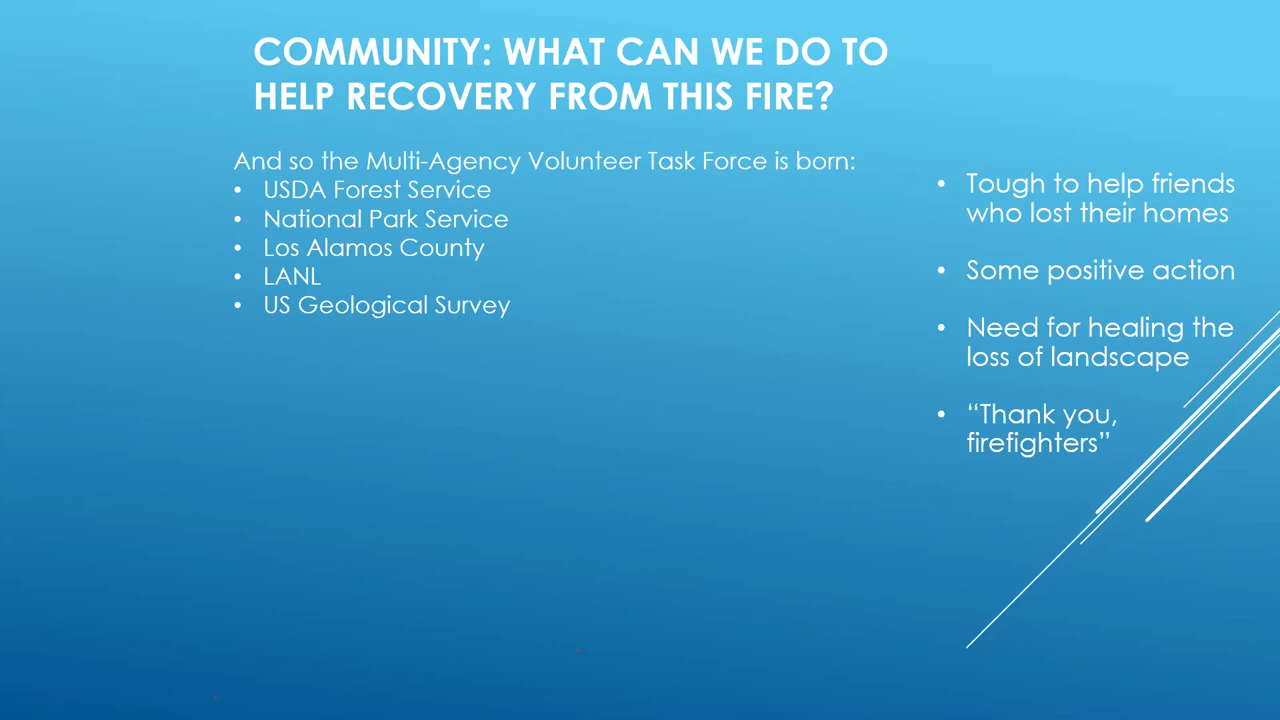 COMMUNITY: WHAT CAN WE DO TO
HELP RECOVERY FROM THIS FIRE?
And so the Multi-Agency Volunteer Task Force is born:
• USDA Forest Service
• National Park Service
• Los Alamos County
• LANL
• US Geological Survey
• Tough to help friends
who lost their homes
• Some positive action
• Need for healing the
loss of landscape
• “Thank you,
firefighters”